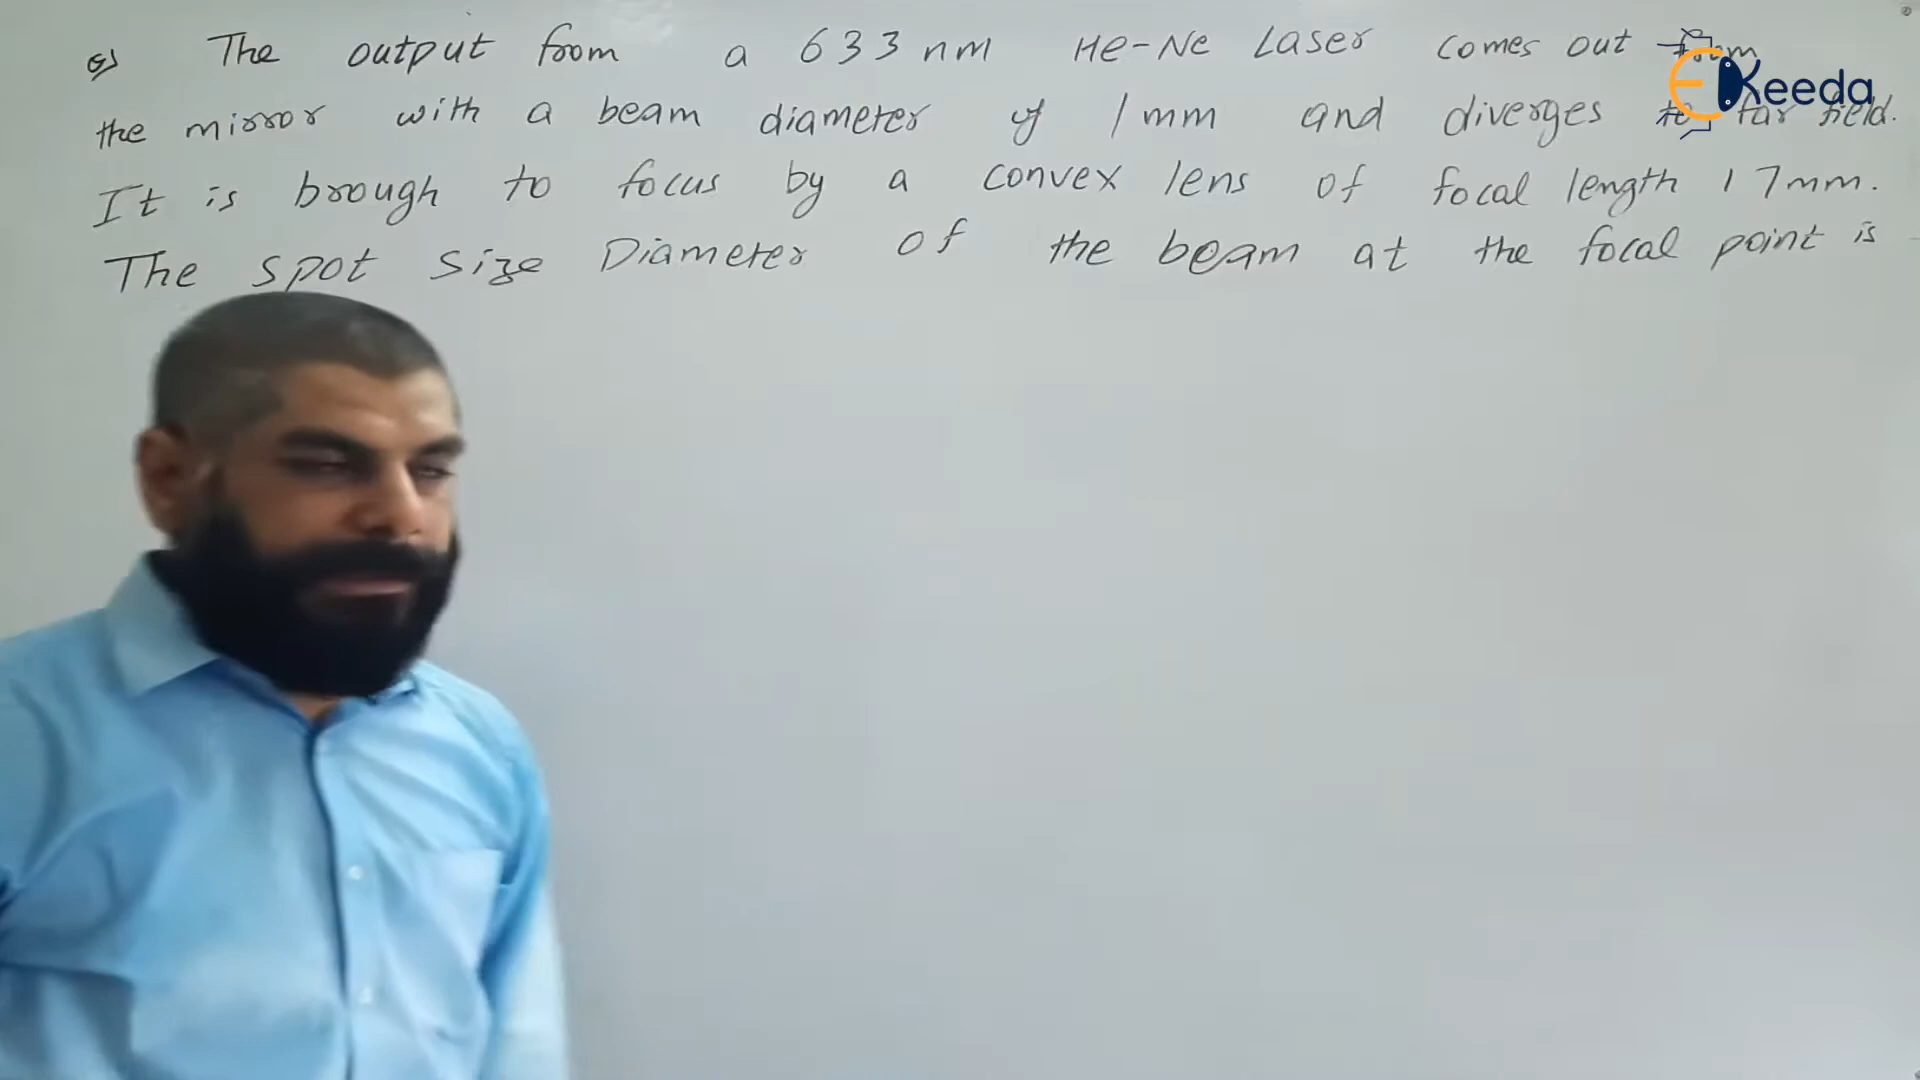 Q) The output from a 633 nm He-Ne Laser comes out from
the mirror with a beam diameter of 1mm and diverges to far field.
It is brough to focus by a convex lens of focal length 17mm.
The spot size Diameter of the beam at the focal point is
EKeeda